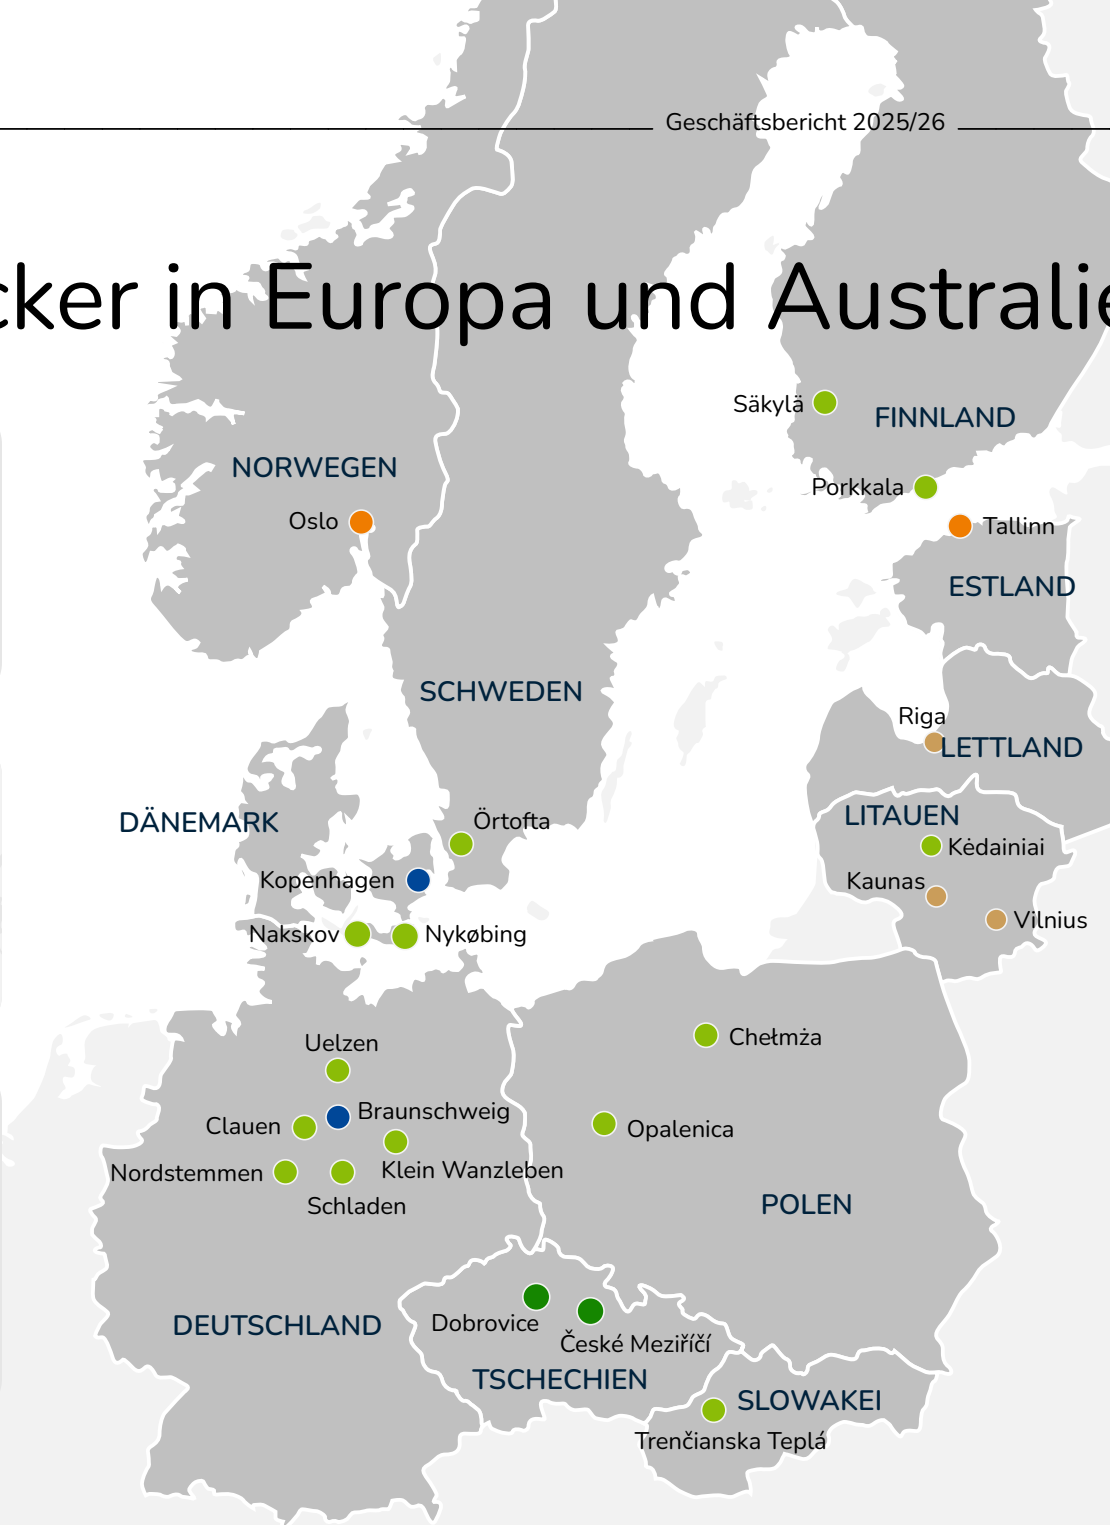 Geschäftsbericht 2025/26
cker in Europa und Australie
Säkylä
FINNLAND
NORWEGEN
Porkkala
Oslo
Tallinn
ESTLAND
SCHWEDEN
Riga
LETTLAND
DÄNEMARK
Örtofta
LITAUEN
Kėdainiai
Kopenhagen
Kaunas
Vilnius
Nakskov
Nykøbing
Uelzen
Chełmża
Braunschweig
Clauen
Opalenica
Nordstemmen
Klein Wanzleben
Schladen
POLEN
Dobrovice
DEUTSCHLAND
České Meziříčí
TSCHECHIEN
SLOWAKEI
Trenčianska Teplá